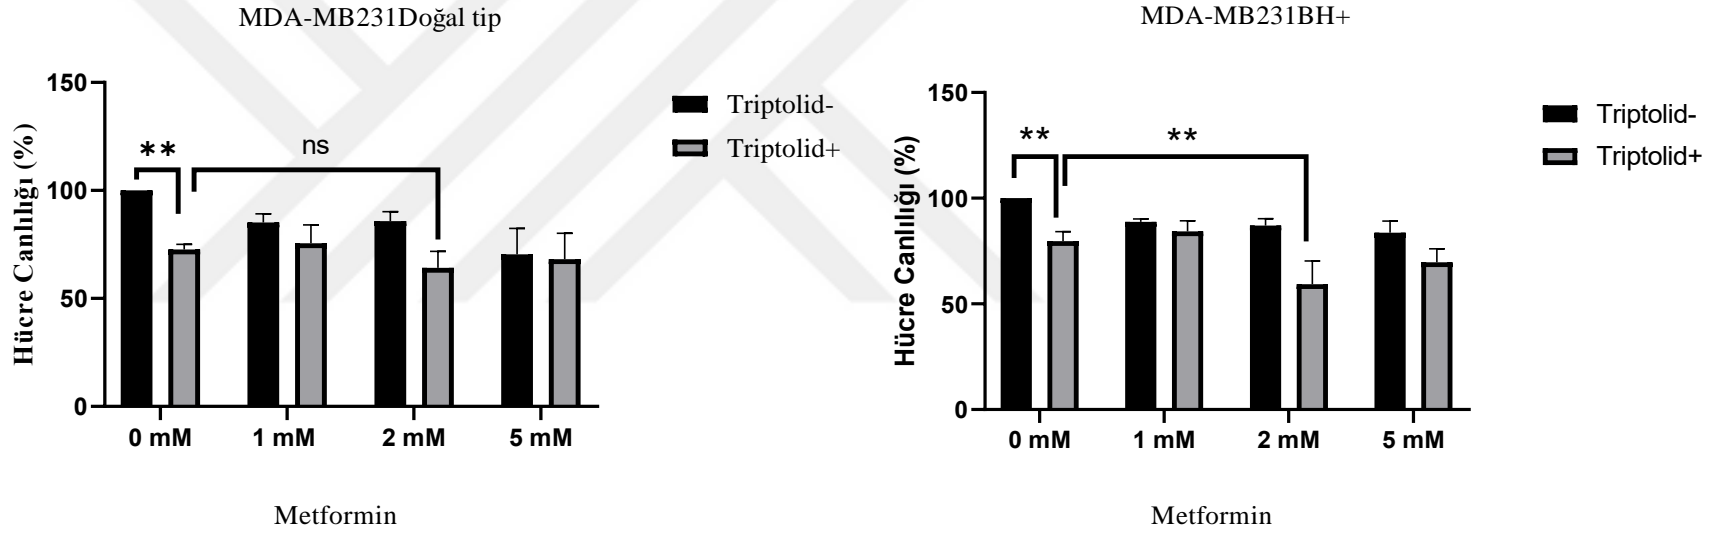 MDA-MB231Doğal tip
150
100
50
0
Hücre Canlılığı (%)
**
ns
Triptolid-
Triptolid+
0 mM 1 mM 2 mM 5 mM
Metformin
MDA-MB231BH+
150
100
50
0
Hücre Canlılığı (%)
**
**
Triptolid-
Triptolid+
0 mM 1 mM 2 mM 5 mM
Metformin